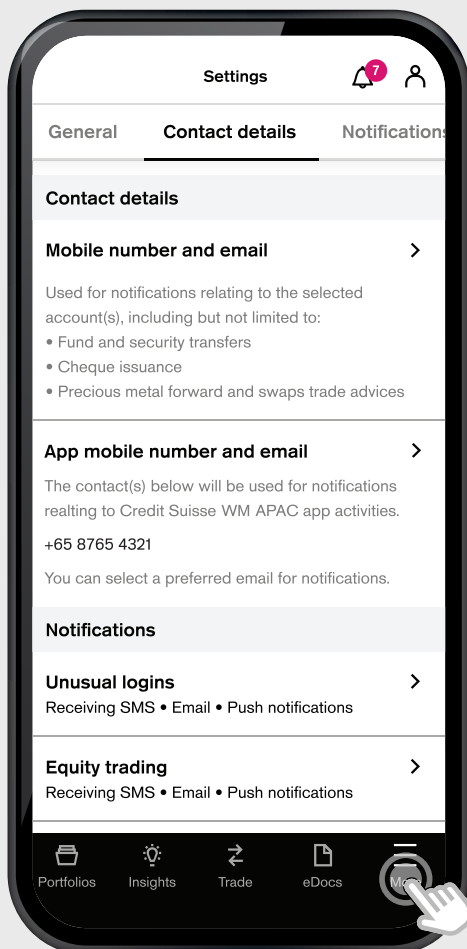 Settings
7
General Contact details Notifications
Contact details
Mobile number and email
Used for notifications relating to the selected
account(s), including but not limited to:
• Fund and security transfers
• Cheque issuance
• Precious metal forward and swaps trade advices
App mobile number and email
The contact(s) below will be used for notifications
realting to Credit Suisse WM APAC app activities.
+65 8765 4321
You can select a preferred email for notifications.
Notifications
Unusual logins
Receiving SMS • Email • Push notifications
Equity trading
Receiving SMS • Email • Push notifications
Portfolios Insights Trade eDocs More